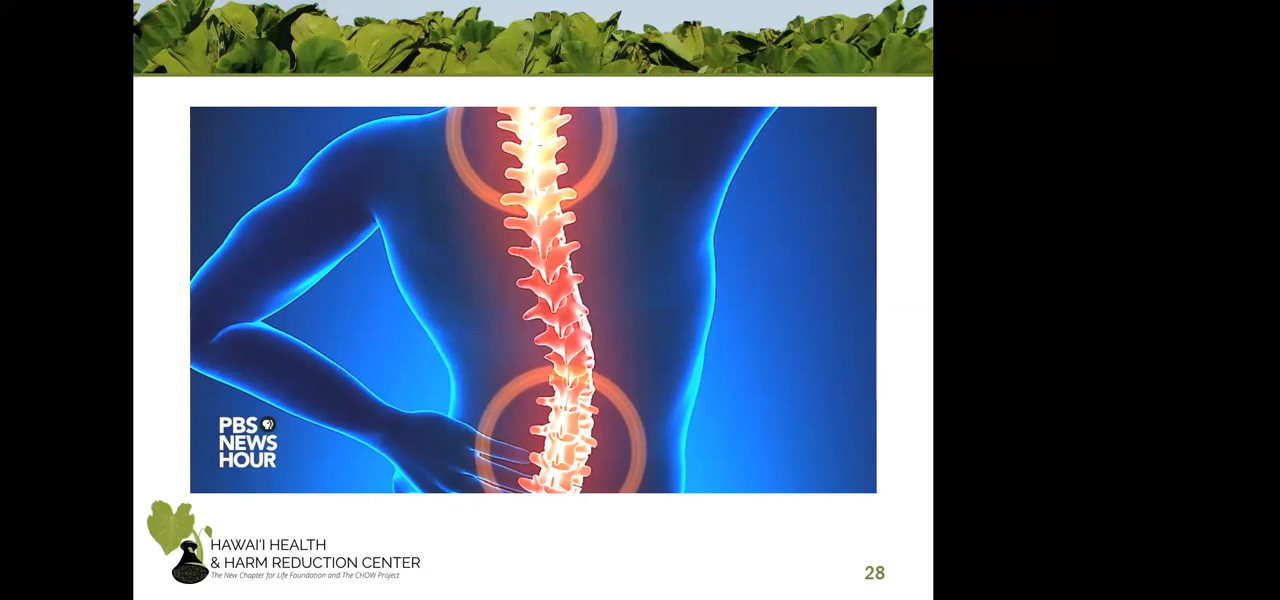 PBS
NEWS
HOUR
HAWAI'I HEALTH
& HARM REDUCTION CENTER
The New Chapter for Life Foundation and The CHOW Project
28